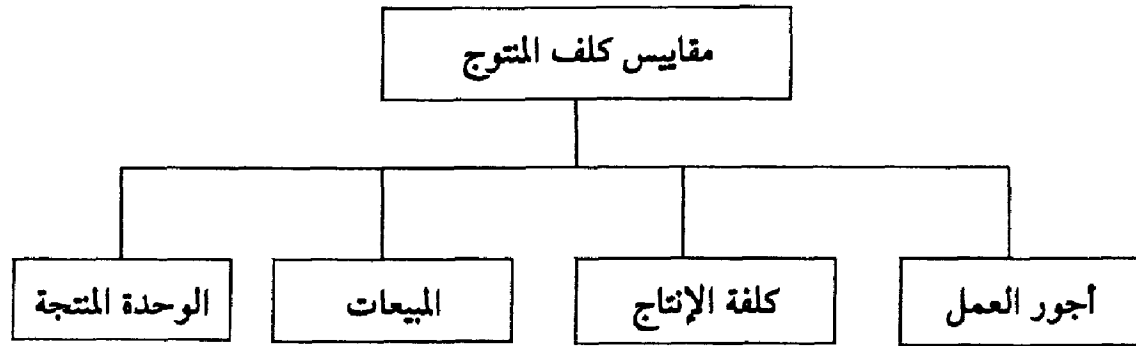 مقاييس كلف المنتوج
أجور العمل
كلفة الإنتاج
المبيعات
الوحدة المنتجة